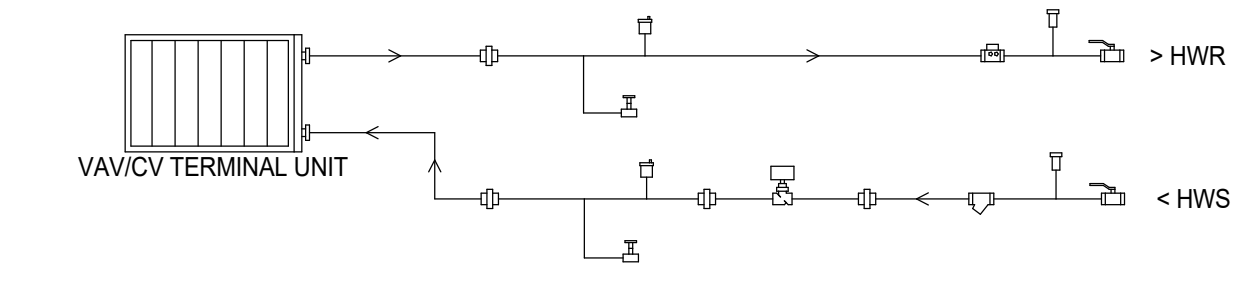 > HWR
VAV/CV TERMINAL UNIT
< HWS